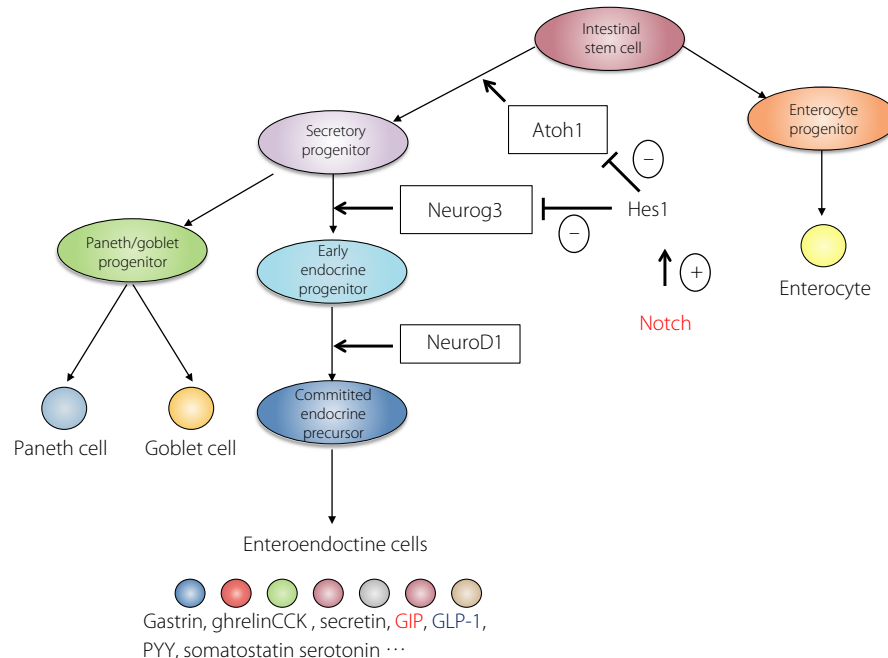 Intestinal
stem cell
Enterocyte
progenitor
Atoh1
Secretory
progenitor
−
Neurog3
Hes1
−
Paneth/goblet
progenitor
Early
endocrine
progenitor
+
Enterocyte
Notch
NeuroD1
Commitited
endocrine
precursor
Paneth cell
Goblet cell
Enteroendoctine cells
Gastrin, ghrelinCCK , secretin, GIP, GLP-1,
PYY, somatostatin serotonin ···